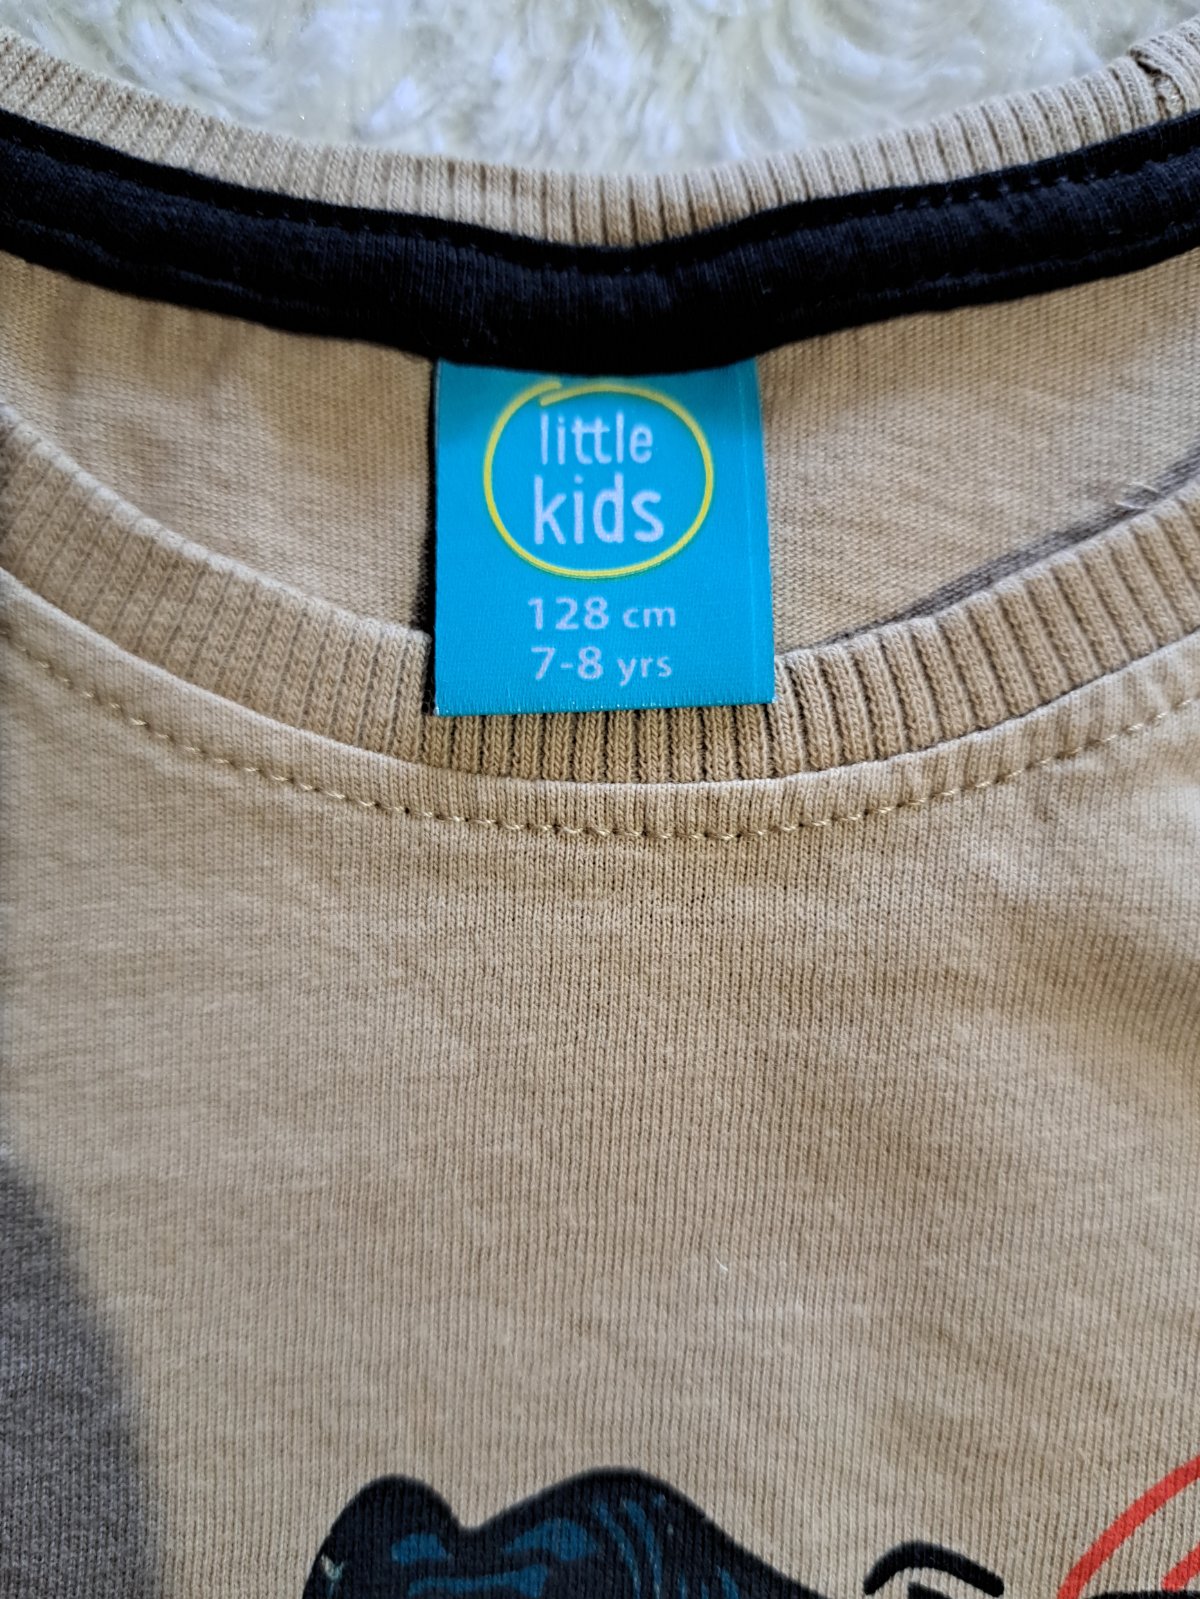 little
kids
128 cm
7-8 yrs